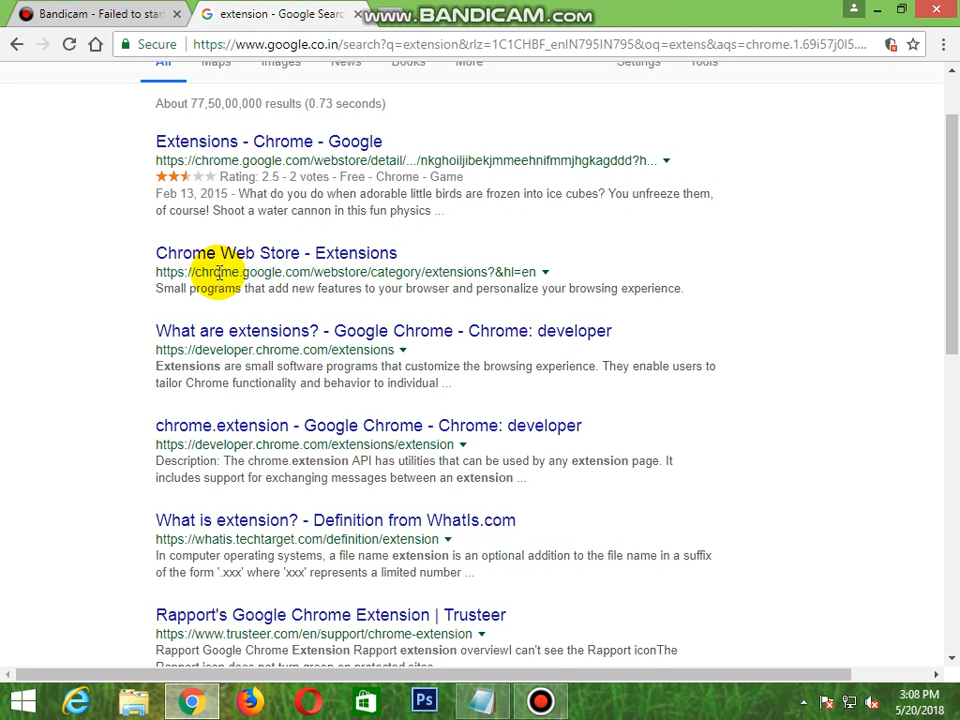 Bandicam - Failed to star
extension - Google Sear
www.BANDICAM.com
Secure
https://www.google.co.in/search?q=extension&rlz=1C1CHBF_enIN795IN795&oq=extens&aqs=chrome.1.69i57j0l5....
All Maps Images News Books More Settings Tools
About 77,50,00,000 results (0.73 seconds)
Extensions - Chrome - Google
https://chrome.google.com/webstore/detail/.../nkghoiljibekjmmeehnifmmjhgkagddd?h...
Rating: 2.5 - 2 votes - Free - Chrome - Game
Feb 13, 2015 - What do you do when adorable little birds are frozen into ice cubes? You unfreeze them,
of course! Shoot a water cannon in this fun physics ...
Chrome Web Store - Extensions
https://chrome.google.com/webstore/category/extensions?&hl=en
Small programs that add new features to your browser and personalize your browsing experience.
What are extensions? - Google Chrome - Chrome: developer
https://developer.chrome.com/extensions
Extensions are small software programs that customize the browsing experience. They enable users to
tailor Chrome functionality and behavior to individual ...
chrome.extension - Google Chrome - Chrome: developer
https://developer.chrome.com/extensions/extension
Description: The chrome.extension API has utilities that can be used by any extension page. It
includes support for exchanging messages between an extension ...
What is extension? - Definition from WhatIs.com
https://whatis.techtarget.com/definition/extension
In computer operating systems, a file name extension is an optional addition to the file name in a suffix
of the form '.xxx' where 'xxx' represents a limited number ...
Rapport's Google Chrome Extension | Trusteer
https://www.trusteer.com/en/support/chrome-extension
Rapport Google Chrome Extension Rapport extension overviewI can't see the Rapport iconThe
Rapport icon does not turn green on protected sites
Ps
3:08 PM
5/20/2018